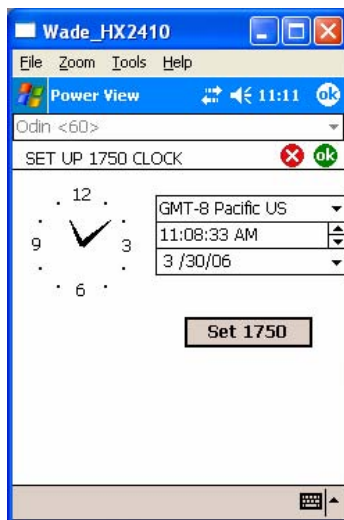 Wade_HX2410
File Zoom Tools Help
Power View 11:11 ok
Odin <60>
SET UP 1750 CLOCK ok
12
GMT-8 Pacific US
11:08:33 AM
9 3
3 /30/06
6
Set 1750